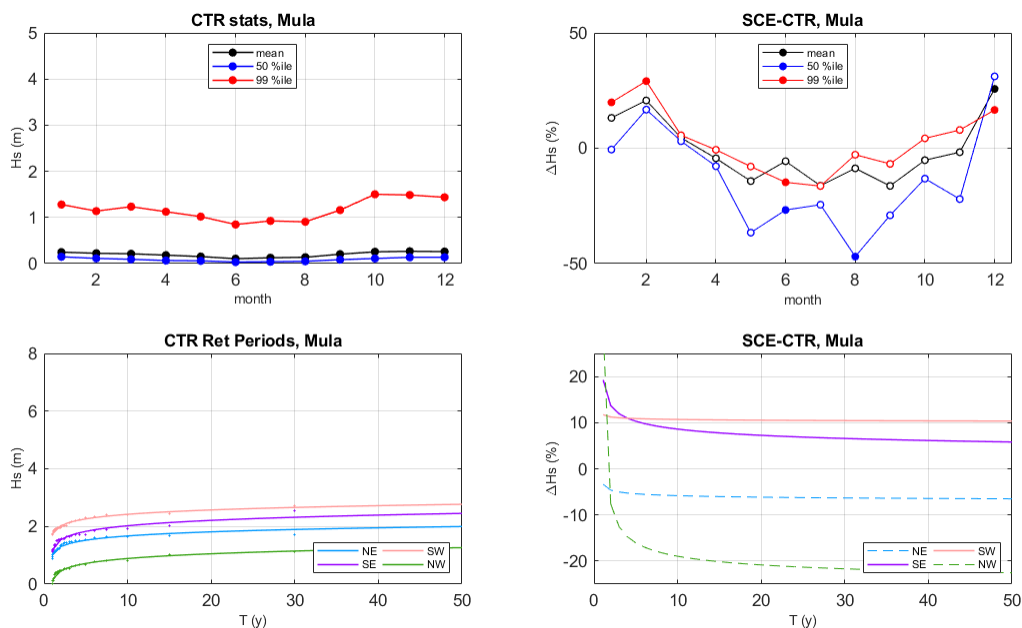 CTR stats, Mula
5
4
3
2
1
0
Hs (m)
mean
50 %ile
99 %ile
2
4
6
8
10
12
month
SCE-CTR, Mula
50
0
-50
ΔHs (%)
mean
50 %ile
99 %ile
2
4
6
8
10
12
month
CTR Ret Periods, Mula
8
6
4
2
0
Hs (m)
NE SW
SE NW
0
10
20
30
40
50
T (y)
SCE-CTR, Mula
20
10
0
-10
-20
ΔHs (%)
NE SW
SE NW
0
10
20
30
40
50
T (y)